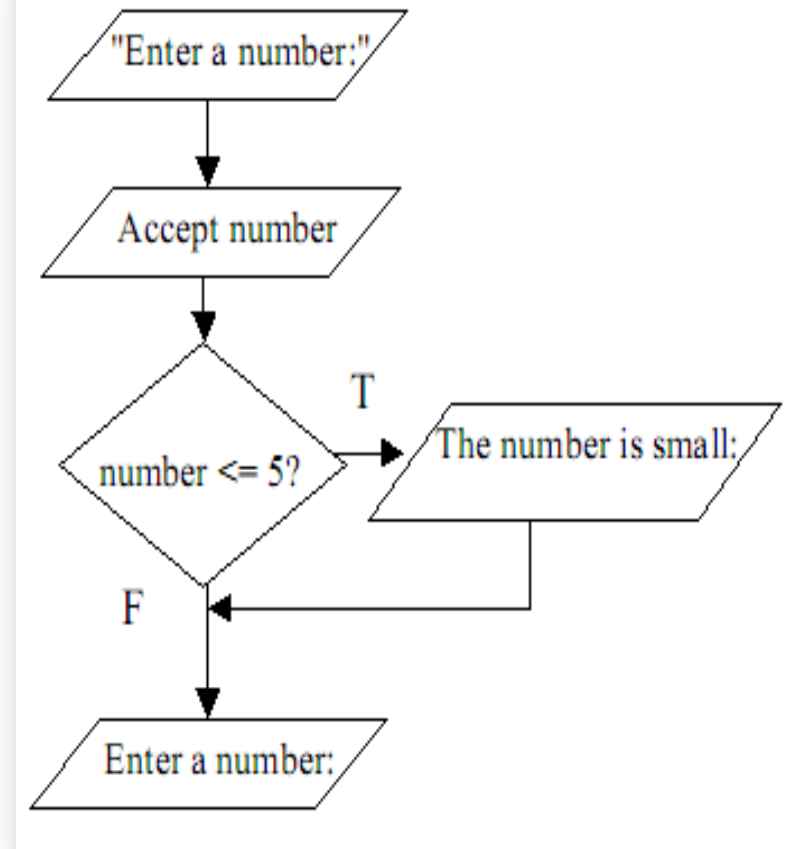 "Enter a number:"
Accept number
T
number <= 5?
The number is small:
F
Enter a number: